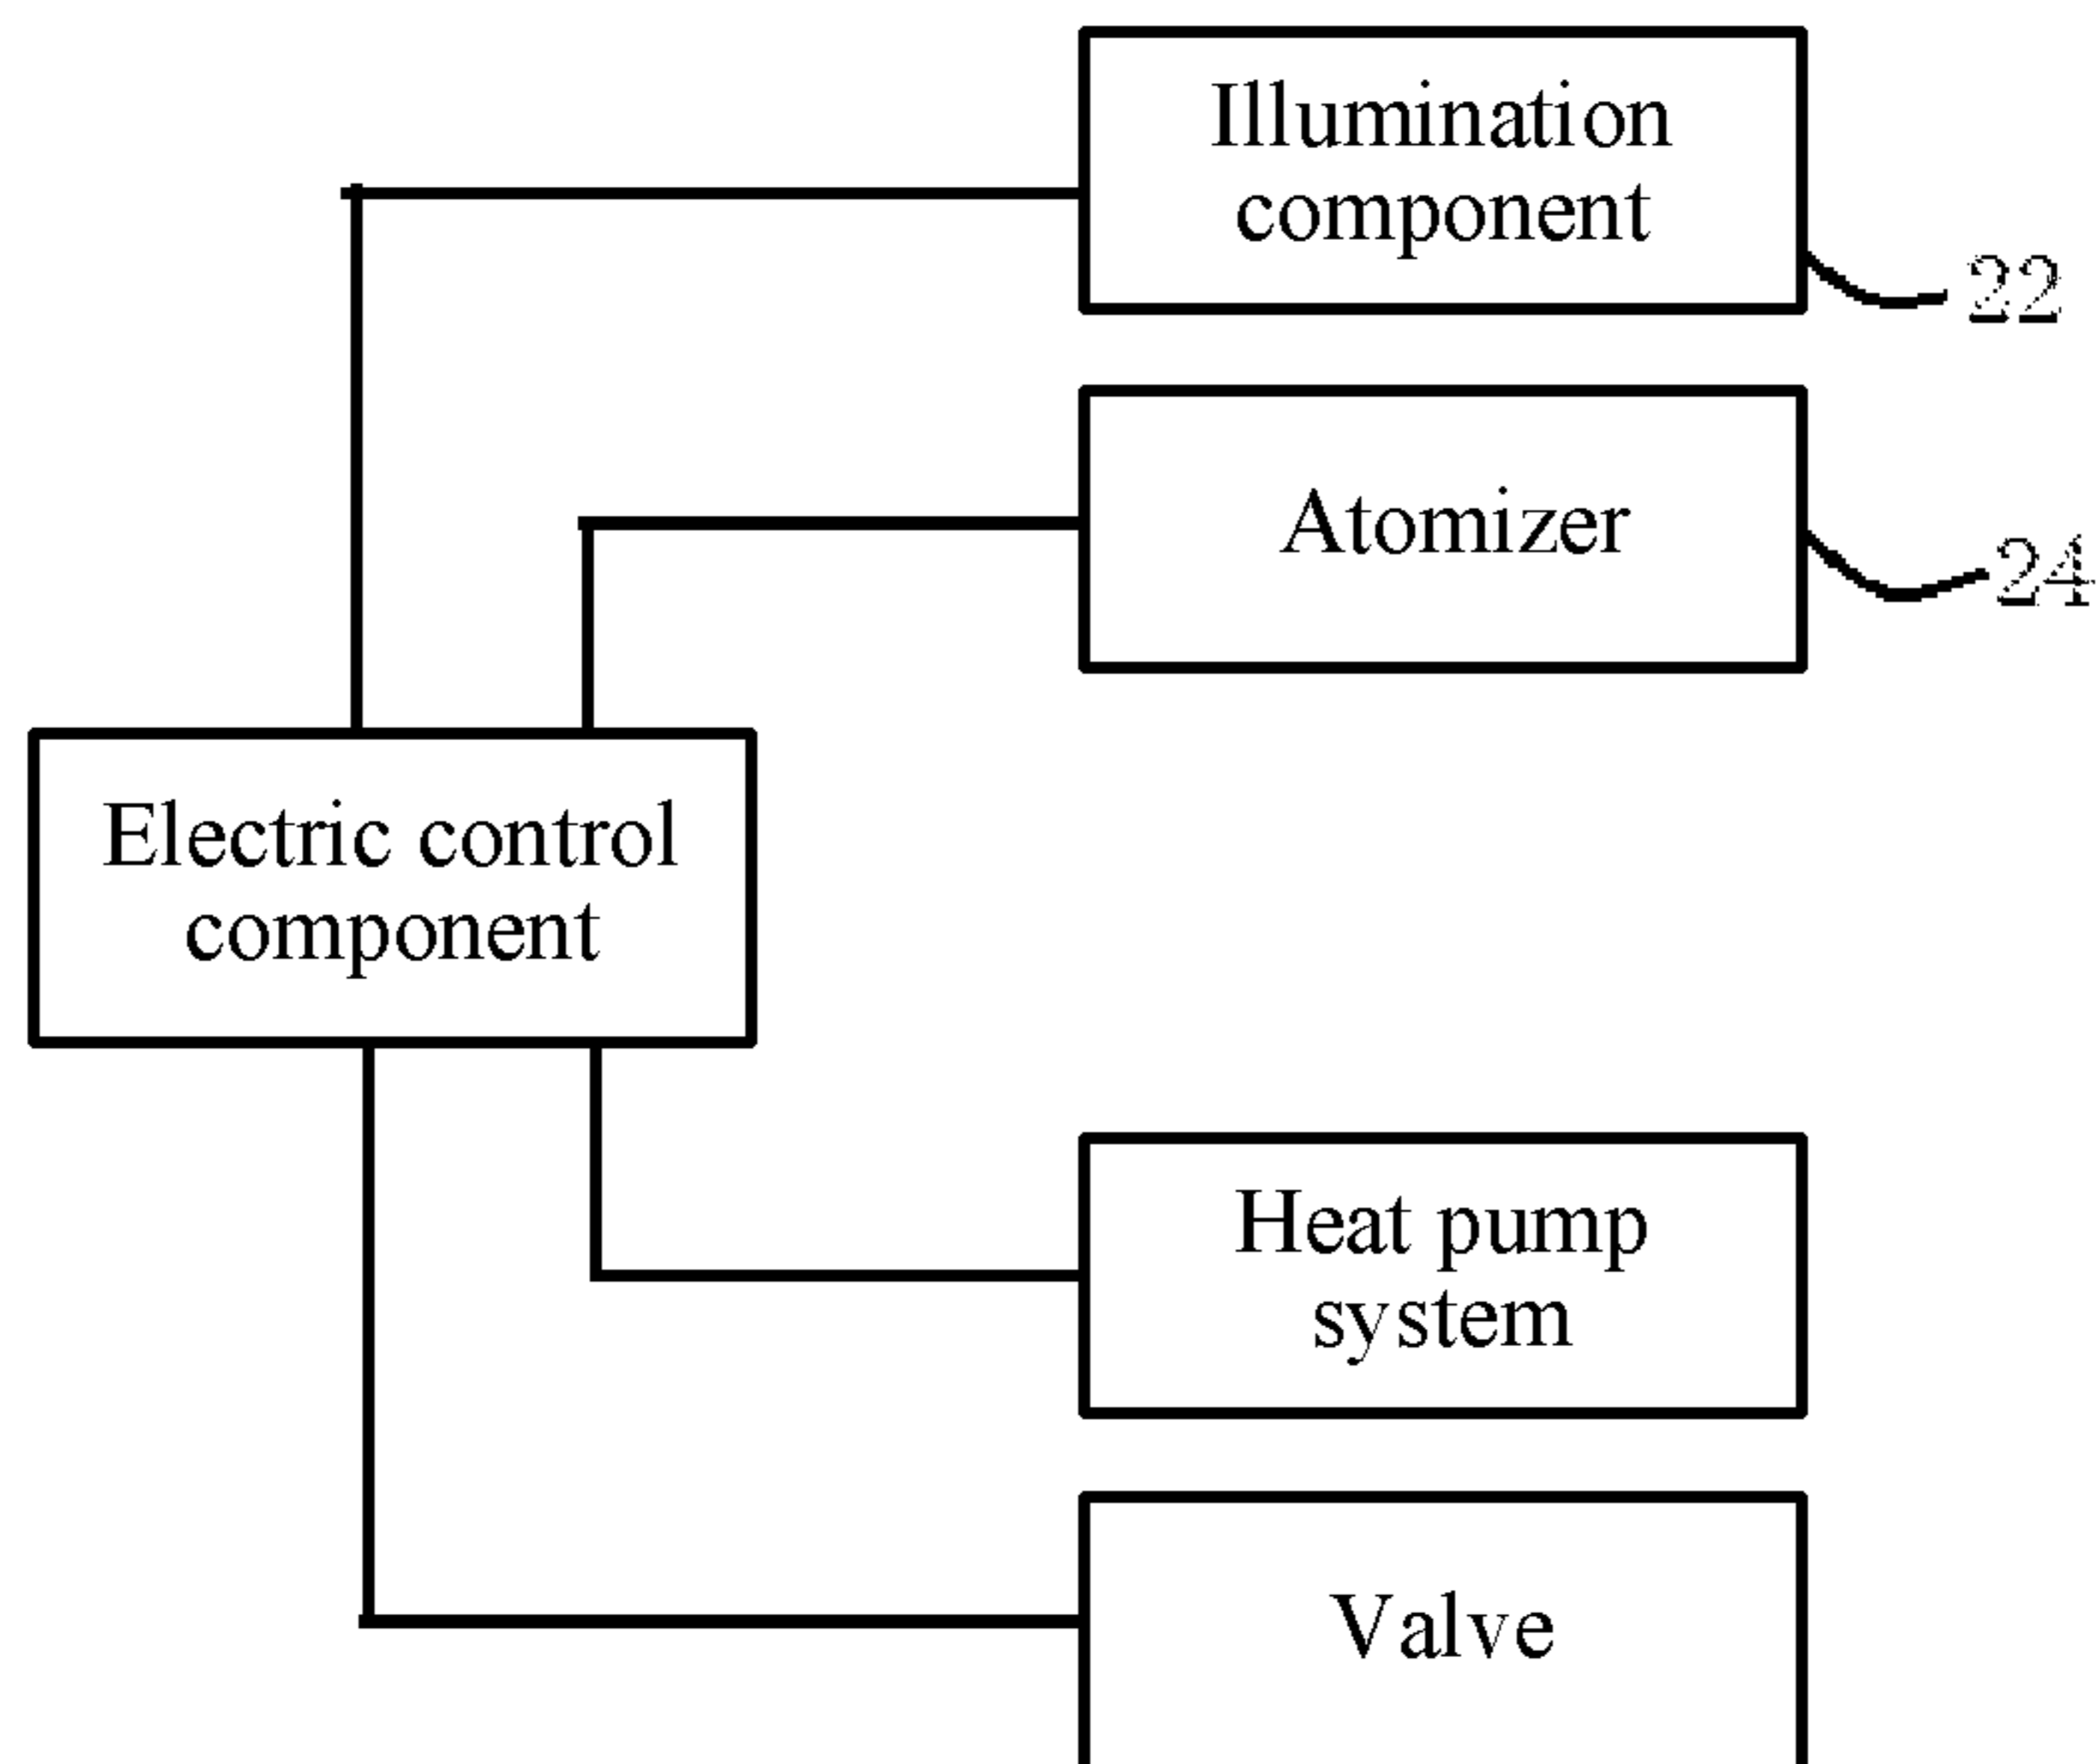 Illumination
component
22
Atomizer
24
Electric control
component
Heat pump
system
Valve